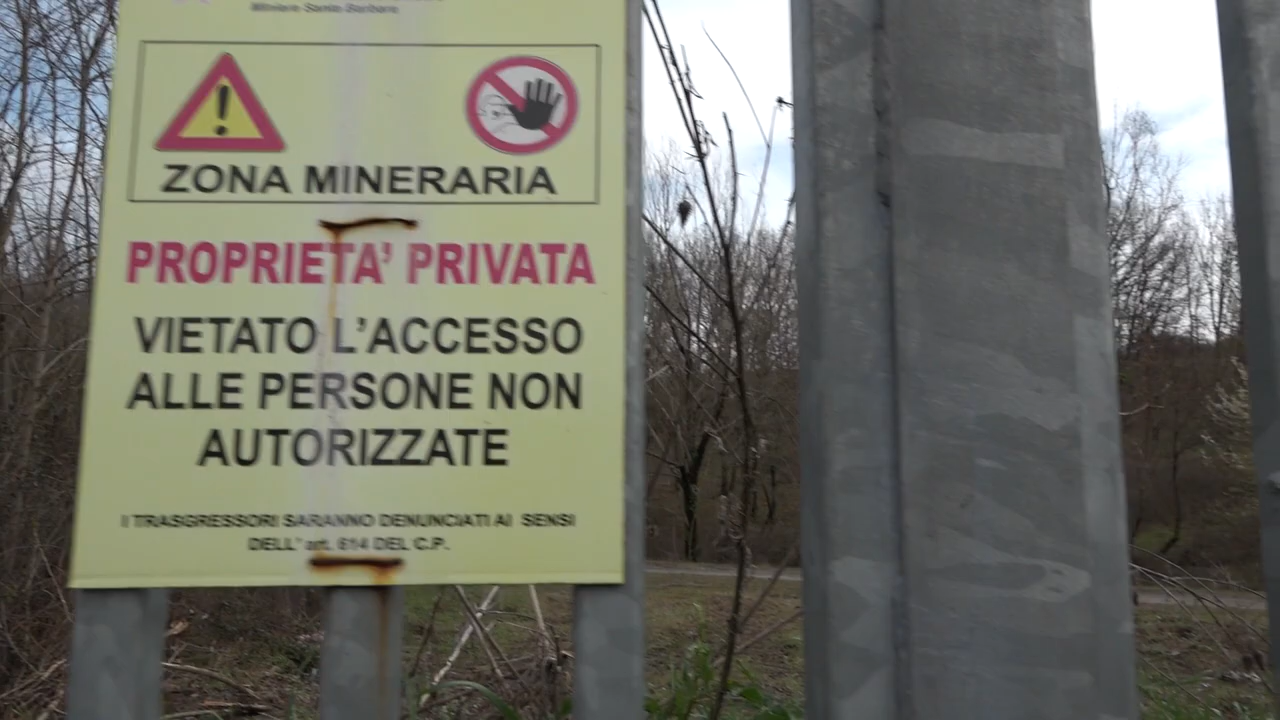 Miniere Santa Barbara
ZONA MINERARIA
PROPRIETA’ PRIVATA
VIETATO L’ACCESSO
ALLE PERSONE NON
AUTORIZZATE
I TRASGRESSORI SARANNO DENUNCIATI AI SENSI
DELL’ art. 614 DEL C.P.